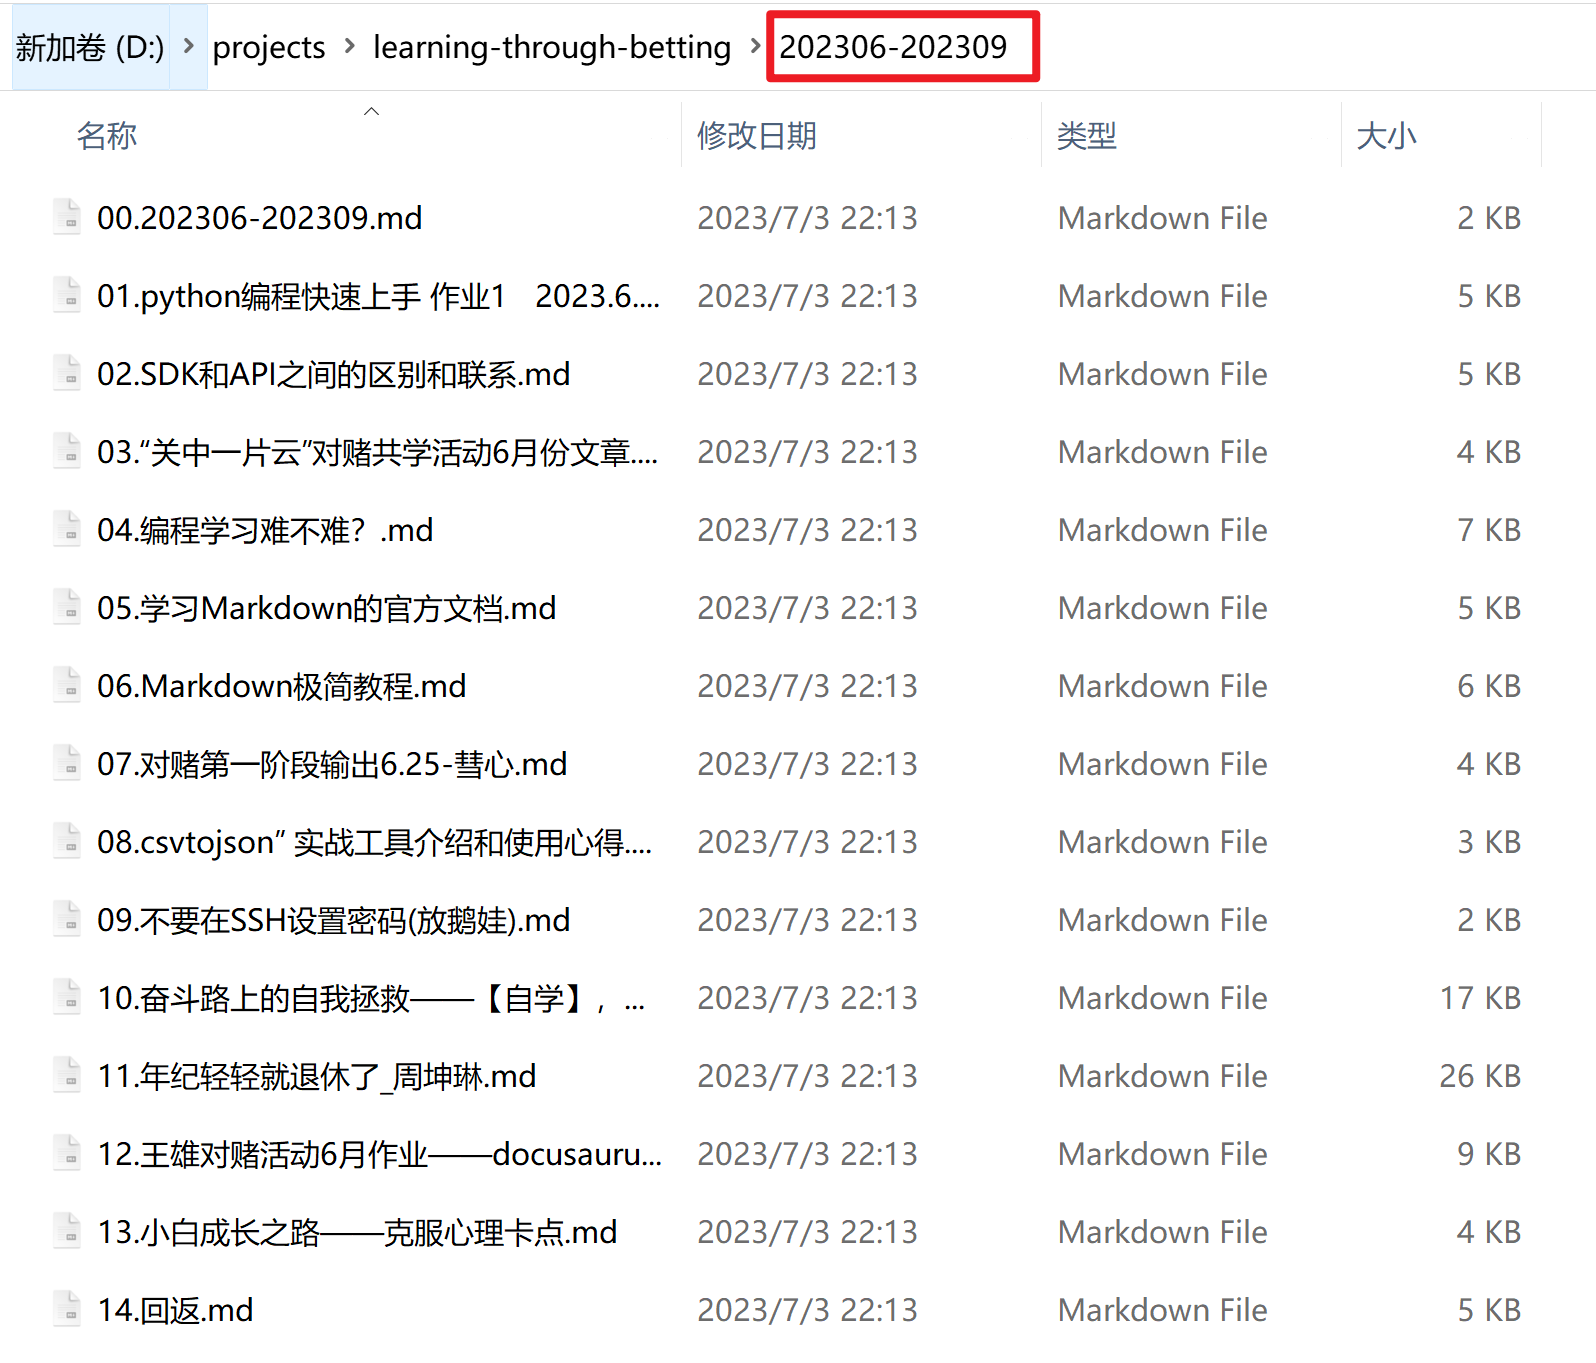 新加卷 (D:) > projects > learning-through-betting > 202306-202309
名称 修改日期 类型 大小
00.202306-202309.md 2023/7/3 22:13 Markdown File 2 KB
01.python编程快速上手 作业1 2023.6.... 2023/7/3 22:13 Markdown File 5 KB
02.SDK和API之间的区别和联系.md 2023/7/3 22:13 Markdown File 5 KB
03.“关中一片云”对赌共学活动6月份文章.... 2023/7/3 22:13 Markdown File 4 KB
04.编程学习难不难？.md 2023/7/3 22:13 Markdown File 7 KB
05.学习Markdown的官方文档.md 2023/7/3 22:13 Markdown File 5 KB
06.Markdown极简教程.md 2023/7/3 22:13 Markdown File 6 KB
07.对赌第一阶段输出6.25-彗心.md 2023/7/3 22:13 Markdown File 4 KB
08.csvtojson” 实战工具介绍和使用心得.... 2023/7/3 22:13 Markdown File 3 KB
09.不要在SSH设置密码(放鹅娃).md 2023/7/3 22:13 Markdown File 2 KB
10.奋斗路上的自我拯救——【自学】，... 2023/7/3 22:13 Markdown File 17 KB
11.年纪轻轻就退休了_周坤琳.md 2023/7/3 22:13 Markdown File 26 KB
12.王雄对赌活动6月作业——docusauru... 2023/7/3 22:13 Markdown File 9 KB
13.小白成长之路——克服心理卡点.md 2023/7/3 22:13 Markdown File 4 KB
14.回返.md 2023/7/3 22:13 Markdown File 5 KB